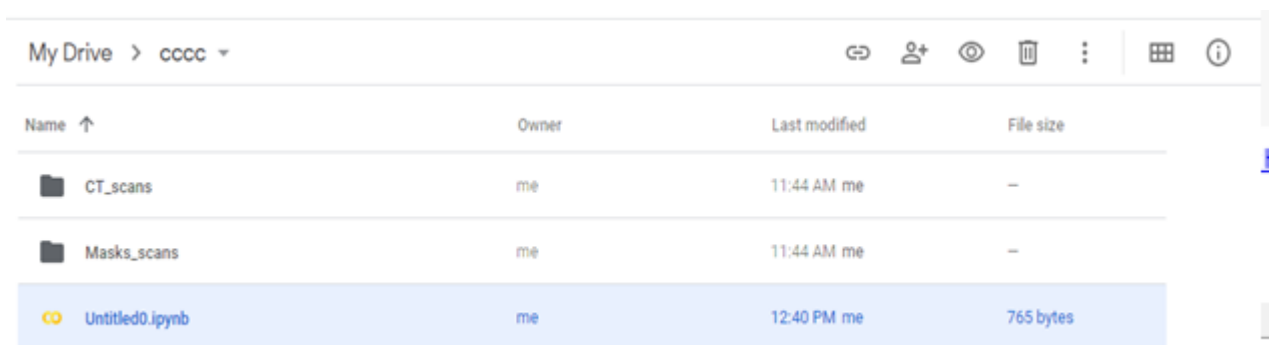 My Drive > cccc
Name Owner Last modified File size
CT_scans me 11:44 AM me –
Masks_scans me 11:44 AM me –
Untitled0.ipynb me 12:40 PM me 765 bytes